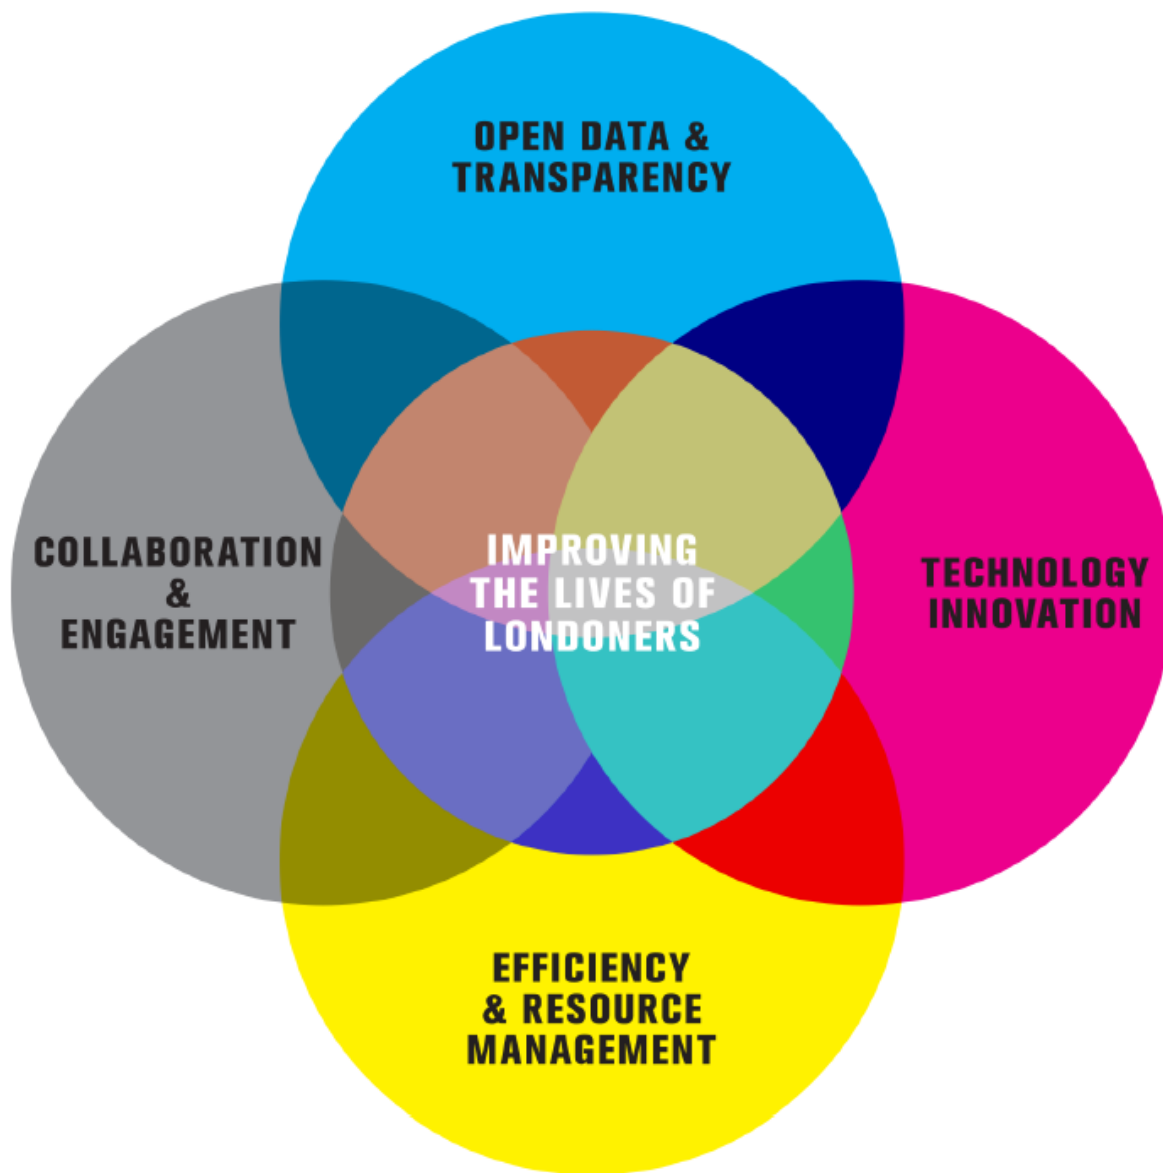 OPEN DATA &
TRANSPARENCY
COLLABORATION
&
ENGAGEMENT
IMPROVING
THE LIVES OF
LONDONERS
TECHNOLOGY
INNOVATION
EFFICIENCY
& RESOURCE
MANAGEMENT